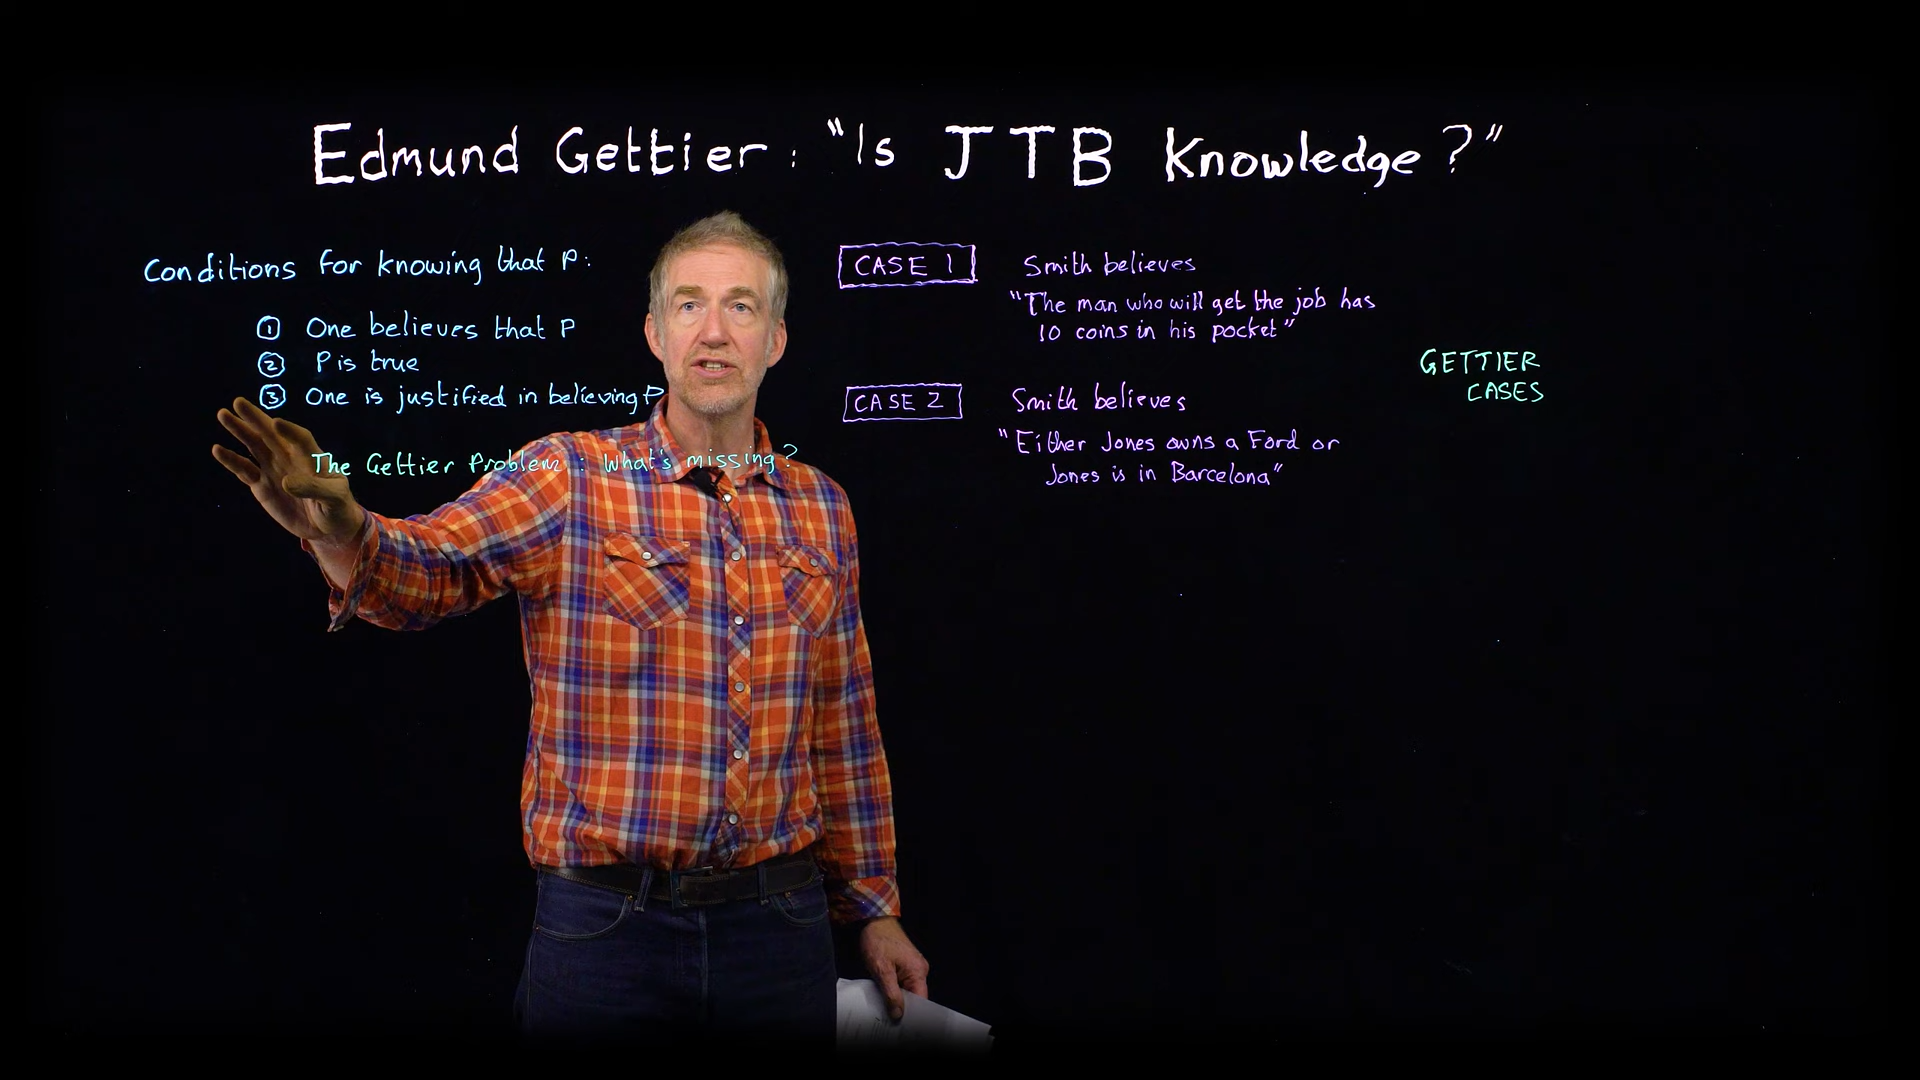 Edmund Gettier: "Is JTB Knowledge?"
Conditions for knowing that P:
① One believes that P
② P is true
③ One is justified in believing P
The Gettier Problem: What's missing?
CASE 1
Smith believes
"The man who will get the job has
10 coins in his pocket"
CASE 2
Smith believes
"Either Jones owns a Ford or
Jones is in Barcelona"
GETTIER
CASES